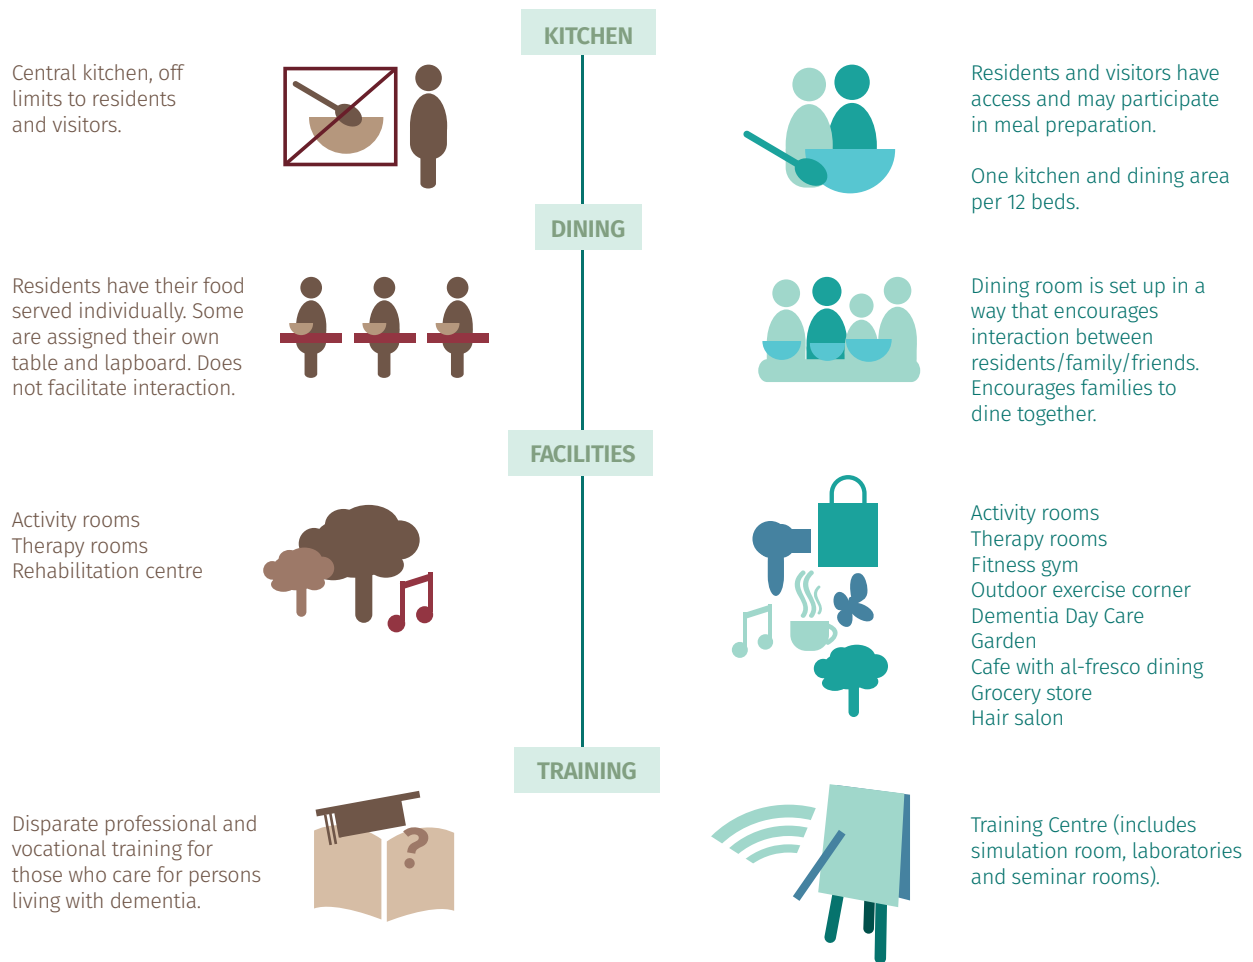 KITCHEN
Central kitchen, off
limits to residents
and visitors.
Residents and visitors have
access and may participate
in meal preparation.
One kitchen and dining area
per 12 beds.
DINING
Residents have their food
served individually. Some
are assigned their own
table and lapboard. Does
not facilitate interaction.
Dining room is set up in a
way that encourages
interaction between
residents/family/friends.
Encourages families to
dine together.
FACILITIES
Activity rooms
Therapy rooms
Rehabilitation centre
Activity rooms
Therapy rooms
Fitness gym
Outdoor exercise corner
Dementia Day Care
Garden
Cafe with al-fresco dining
Grocery store
Hair salon
TRAINING
Disparate professional and
vocational training for
those who care for persons
living with dementia.
?
Training Centre (includes
simulation room, laboratories
and seminar rooms).